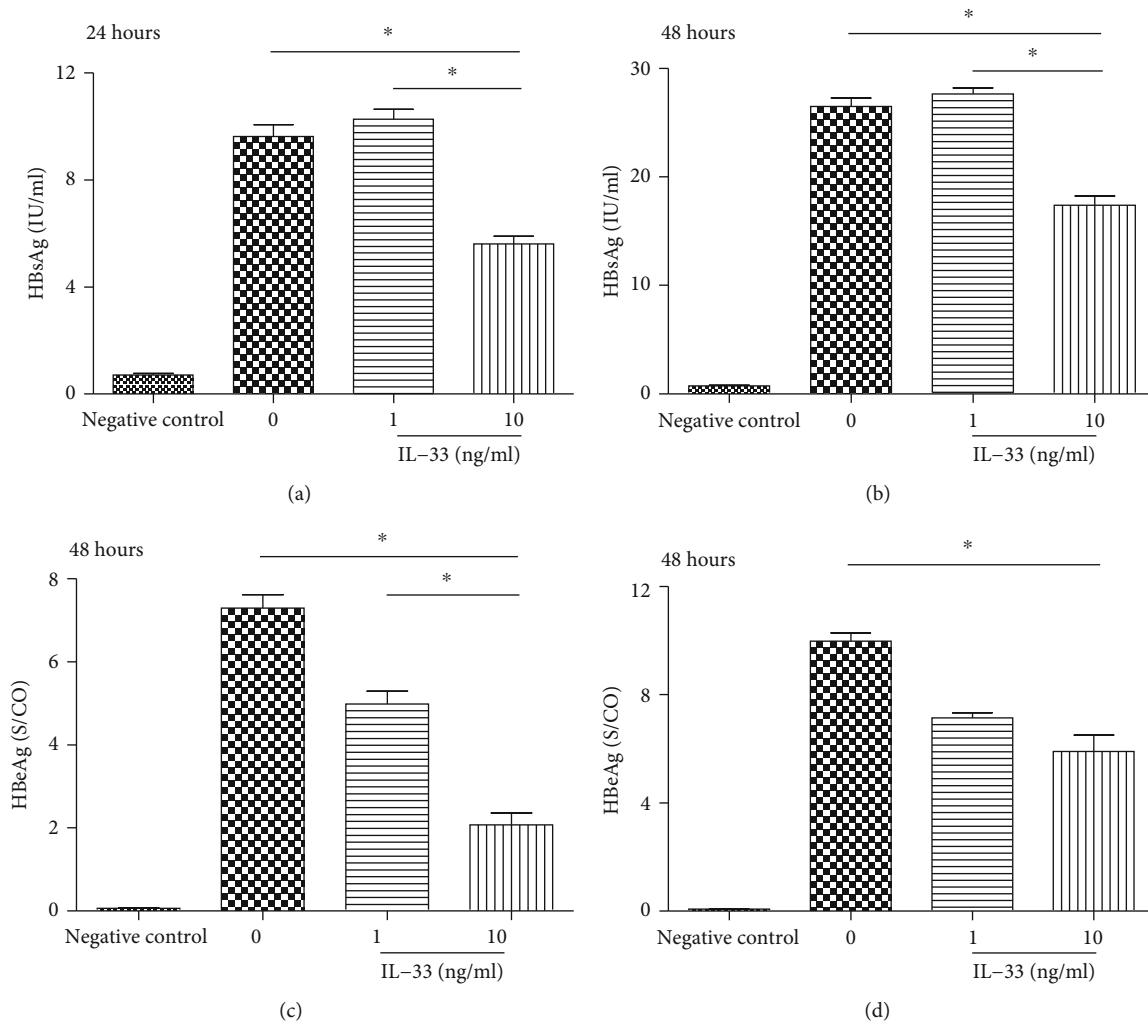 24 hours
*
*
12
8
4
0
HBsAg (IU/ml)
Negative control 0 1 10
IL−33 (ng/ml)
(a)
48 hours
*
*
30
20
10
0
HBsAg (IU/ml)
Negative control 0 1 10
IL−33 (ng/ml)
(b)
48 hours
*
*
8
6
4
2
0
HBeAg (S/CO)
Negative control 0 1 10
IL−33 (ng/ml)
(c)
48 hours
*
12
8
4
0
HBeAg (S/CO)
Negative control 0 1 10
IL−33 (ng/ml)
(d)